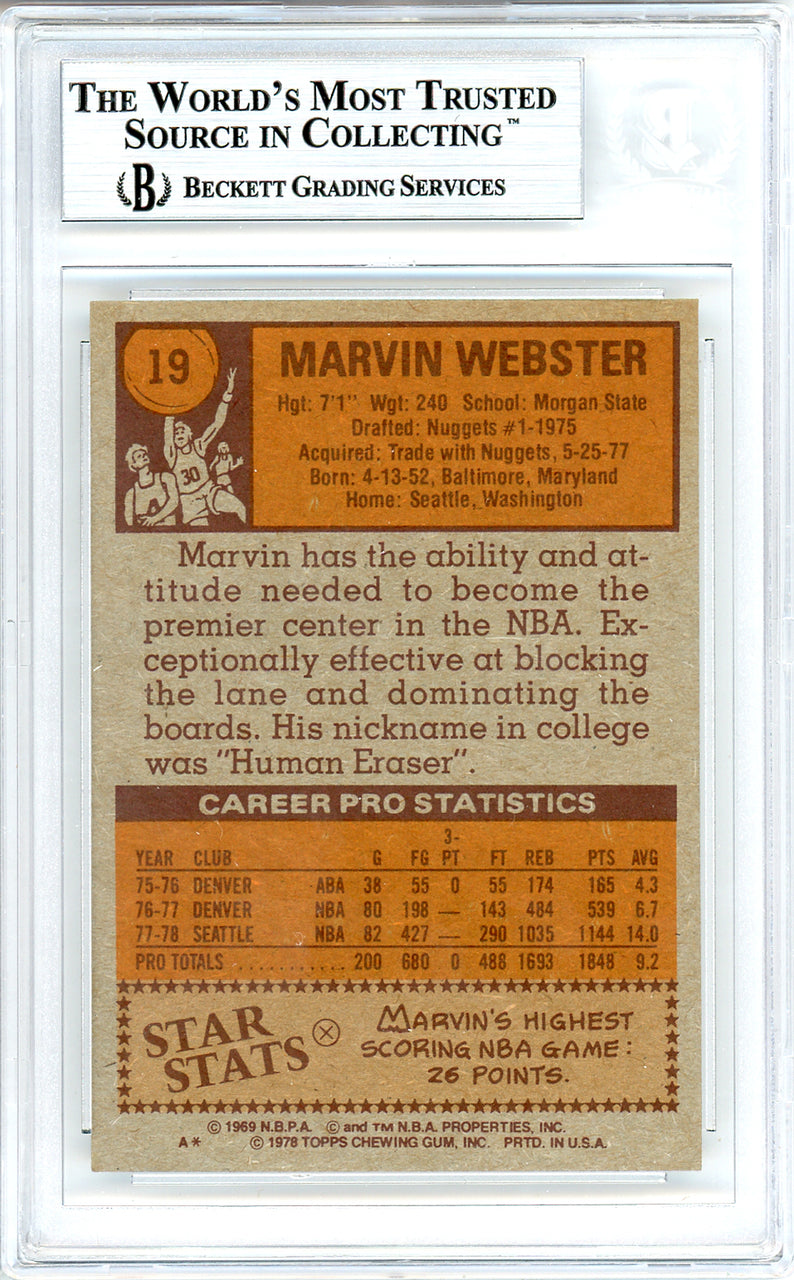 THE WORLD'S MOST TRUSTED
SOURCE IN COLLECTING™
B BECKETT GRADING SERVICES
19
30
MARVIN WEBSTER
Hgt: 7'1" Wgt: 240 School: Morgan State
Drafted: Nuggets #1-1975
Acquired: Trade with Nuggets, 5-25-77
Born: 4-13-52, Baltimore, Maryland
Home: Seattle, Washington
Marvin has the ability and at-
titude needed to become the
premier center in the NBA. Ex-
ceptionally effective at blocking
the lane and dominating the
boards. His nickname in college
was "Human Eraser".
CAREER PRO STATISTICS
YEAR CLUB G FG 3-PT FT REB PTS AVG
75-76 DENVER ABA 38 55 0 55 174 165 4.3
76-77 DENVER NBA 80 198 — 143 484 539 6.7
77-78 SEATTLE NBA 82 427 — 290 1035 1144 14.0
PRO TOTALS ........... 200 680 0 488 1693 1848 9.2
STAR
STATS
MARVIN'S HIGHEST
SCORING NBA GAME:
26 POINTS.
© 1969 N.B.P.A. © and TM N.B.A. PROPERTIES, INC.
A* © 1978 TOPPS CHEWING GUM, INC. PRTD. IN U.S.A.